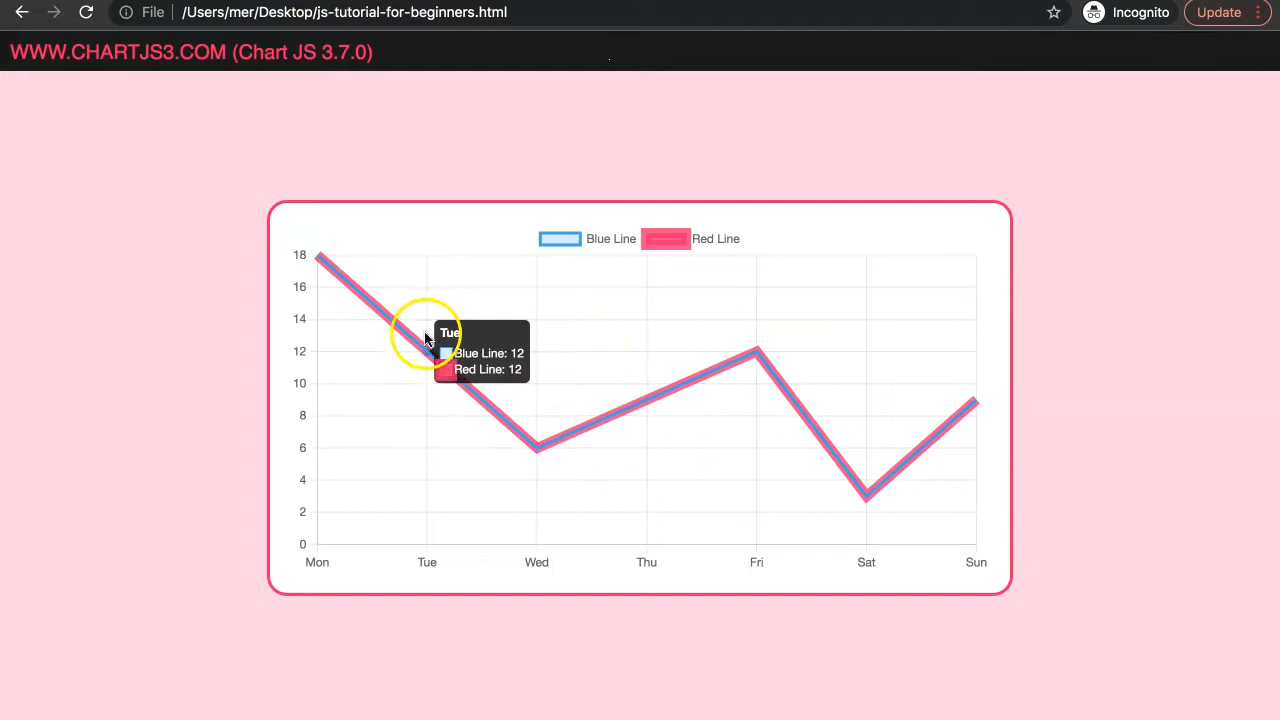 File
/Users/mer/Desktop/js-tutorial-for-beginners.html
Incognito
Update
WWW.CHARTJS3.COM (Chart JS 3.7.0)
Blue Line
Red Line
18
16
14
12
10
8
6
4
2
0
Tue
Blue Line: 12
Red Line: 12
Mon
Tue
Wed
Thu
Fri
Sat
Sun